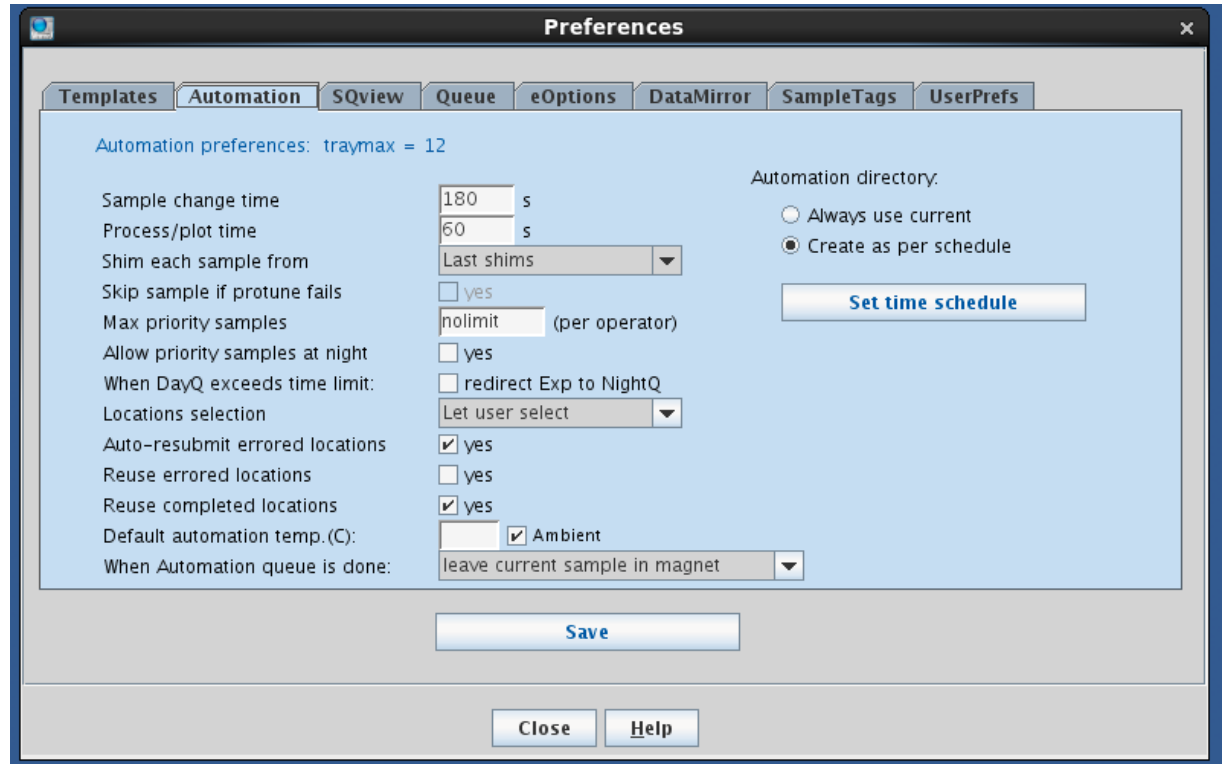 Preferences
Templates Automation SQview Queue eOptions DataMirror SampleTags UserPrefs
Automation preferences: traymax = 12
Sample change time 180 s
Process/plot time 60 s
Shim each sample from Last shims
Skip sample if protune fails yes
Max priority samples nolimit (per operator)
Allow priority samples at night yes
When DayQ exceeds time limit: redirect Exp to NightQ
Locations selection Let user select
Auto-resubmit errored locations yes
Reuse errored locations yes
Reuse completed locations yes
Default automation temp.(C): Ambient
When Automation queue is done: leave current sample in magnet
Automation directory:
Always use current
Create as per schedule
Set time schedule
Save
Close Help